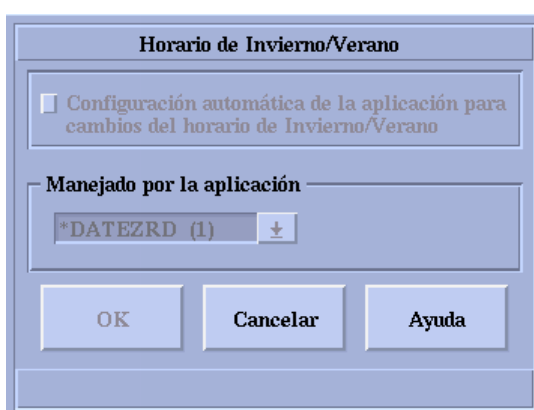 Horario de Invierno/Verano
Configuración automática de la aplicación para
cambios del horario de Invierno/Verano
Manejado por la aplicación
*DATEZRD (1)
OK
Cancelar
Ayuda